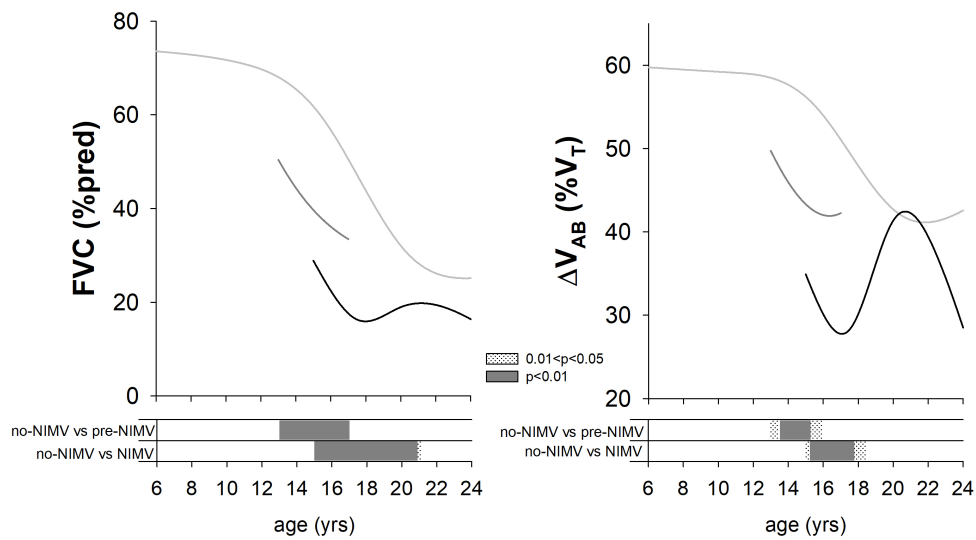 FVC (%pred)
80
60
40
20
0
ΔV_AB (%V_T)
60
50
40
30
20
0.01<p<0.05
p<0.01
no-NIMV vs pre-NIMV
no-NIMV vs NIMV
6 8 10 12 14 16 18 20 22 24
age (yrs)
no-NIMV vs pre-NIMV
no-NIMV vs NIMV
6 8 10 12 14 16 18 20 22 24
age (yrs)